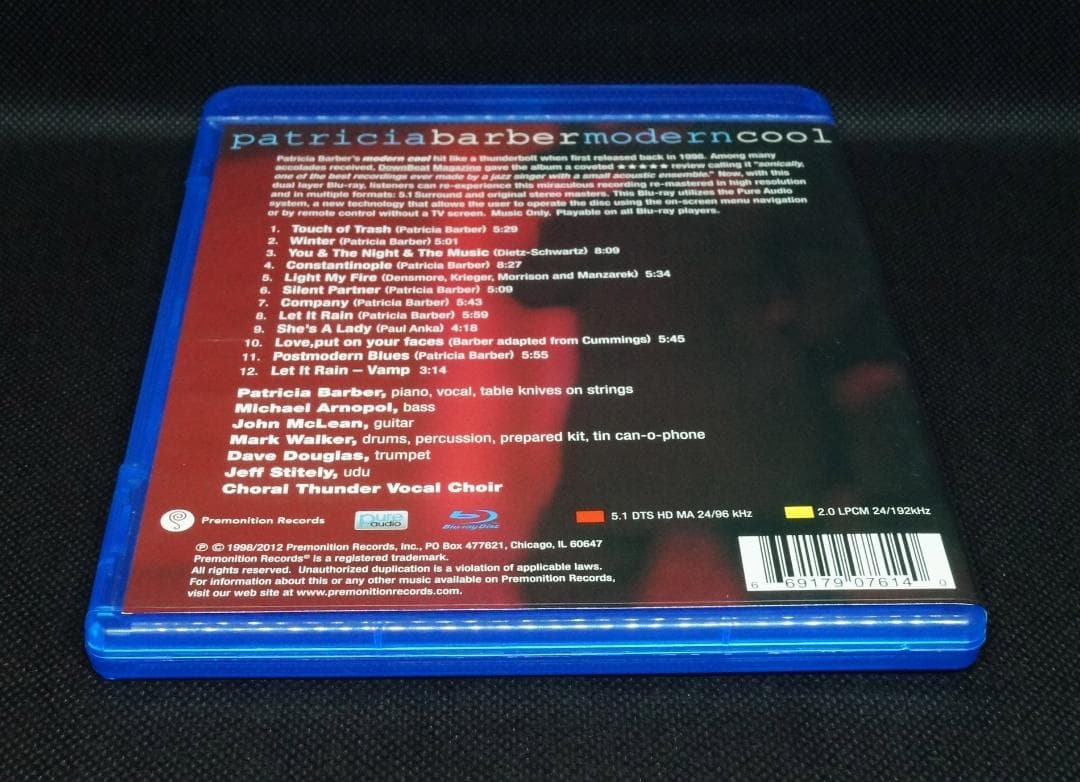 patriciabarbermoderncool
Patricia Barber's modern cool hit like a thunderbolt when first released back in 1998. Among many
accolades received, DownBeat Magazine gave the album a coveted ★★★★★ review calling it "sonically,
one of the best recordings ever made by a jazz singer with a small acoustic ensemble." Now, with this
dual layer Blu-ray, listeners can re-experience this miraculous recording re-mastered in high resolution
and in multiple formats: 5.1 Surround and original stereo masters. This Blu-ray utilizes the Pure Audio
system, a new technology that allows the user to operate the disc using the on-screen menu navigation
or by remote control without a TV screen. Music Only. Playable on all Blu-ray players.
1. Touch of Trash (Patricia Barber) 5:29
2. Winter (Patricia Barber) 5:01
3. You & The Night & The Music (Dietz-Schwartz) 8:09
4. Constantinople (Patricia Barber) 8:27
5. Light My Fire (Densmore, Krieger, Morrison and Manzarek) 5:34
6. Silent Partner (Patricia Barber) 5:09
7. Company (Patricia Barber) 5:43
8. Let It Rain (Patricia Barber) 5:59
9. She's A Lady (Paul Anka) 4:18
10. Love,put on your faces (Barber adapted from Cummings) 5:45
11. Postmodern Blues (Patricia Barber) 5:55
12. Let It Rain – Vamp 3:14
Patricia Barber, piano, vocal, table knives on strings
Michael Arnopol, bass
John McLean, guitar
Mark Walker, drums, percussion, prepared kit, tin can-o-phone
Dave Douglas, trumpet
Jeff Stitely, udu
Choral Thunder Vocal Choir
Premonition Records pure audio Blu-ray Disc 5.1 DTS HD MA 24/96 kHz 2.0 LPCM 24/192kHz
℗ © 1998/2012 Premonition Records, Inc., PO Box 477621, Chicago, IL 60647
Premonition Records® is a registered trademark.
All rights reserved. Unauthorized duplication is a violation of applicable laws.
For information about this or any other music available on Premonition Records,
visit our web site at www.premonitionrecords.com.
6 69179 07614 0